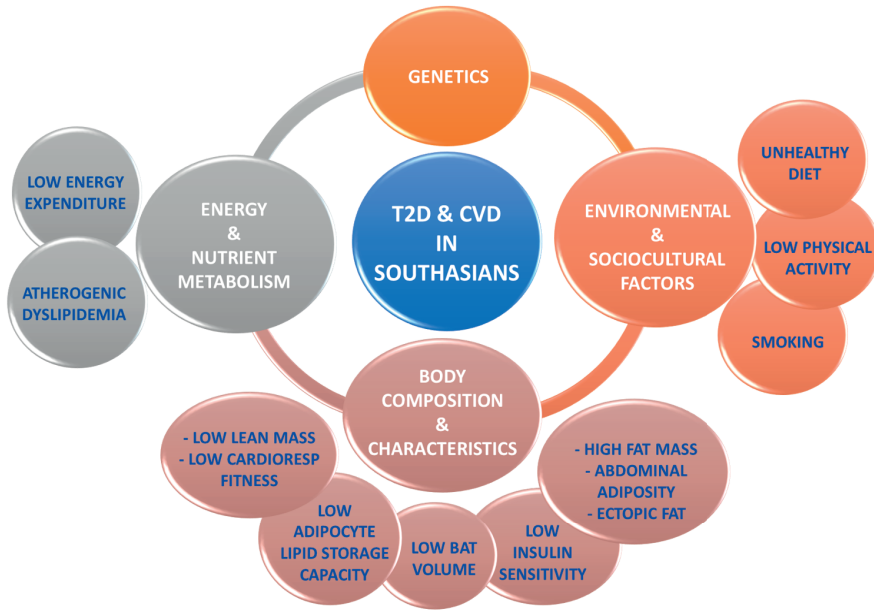 GENETICS
LOW ENERGY
EXPENDITURE
ATHEROGENIC
DYSLIPIDEMIA
ENERGY
&
NUTRIENT
METABOLISM
T2D & CVD
IN
SOUTHASIANS
ENVIRONMENTAL
&
SOCIOCULTURAL
FACTORS
UNHEALTHY
DIET
LOW PHYSICAL
ACTIVITY
SMOKING
BODY
COMPOSITION
&
CHARACTERISTICS
- LOW LEAN MASS
- LOW CARDIORESP
FITNESS
LOW
ADIPOCYTE
LIPID STORAGE
CAPACITY
LOW BAT
VOLUME
LOW
INSULIN
SENSITIVITY
- HIGH FAT MASS
- ABDOMINAL
ADIPOSITY
- ECTOPIC FAT